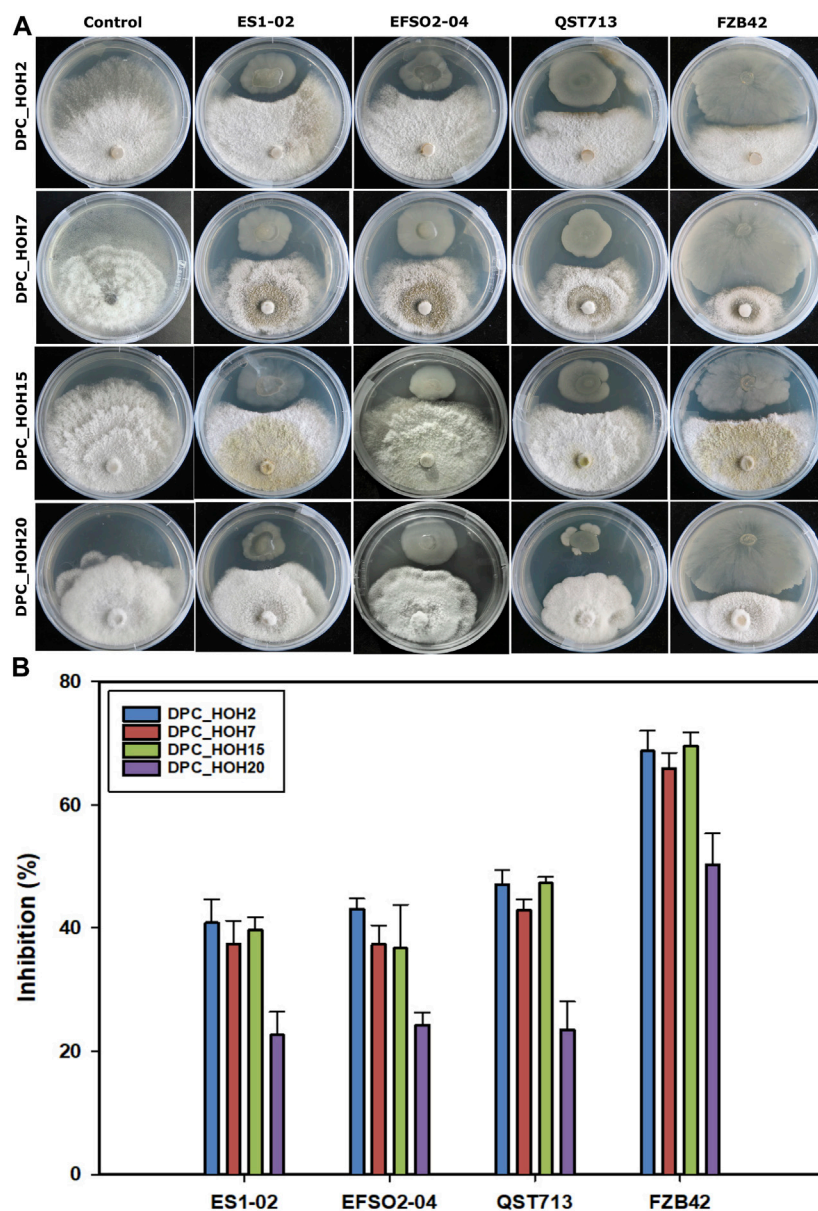 A
Control ES1-02 EFSO2-04 QST713 FZB42
DPC_HOH2
DPC_HOH7
DPC_HOH15
DPC_HOH20
B
80
60
40
20
0
Inhibition (%)
DPC_HOH2
DPC_HOH7
DPC_HOH15
DPC_HOH20
ES1-02 EFSO2-04 QST713 FZB42